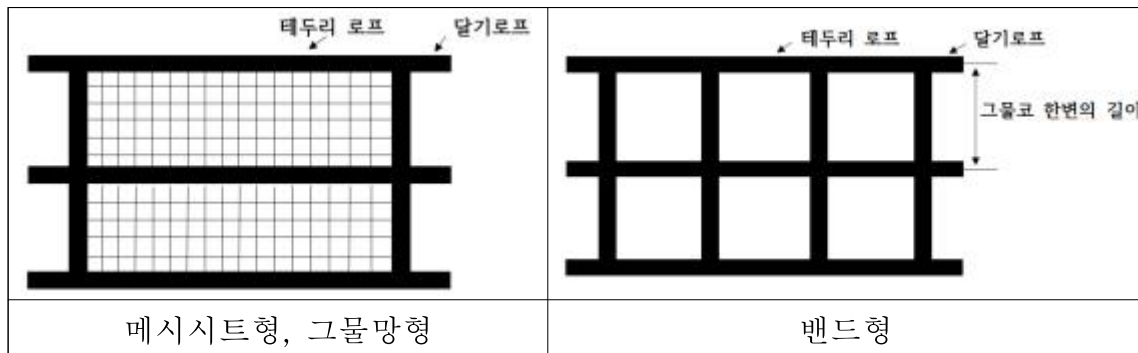 테두리 로프
달기로프
테두리 로프
달기로프
그물코 한변의 길이
메시시트형, 그물망형
밴드형